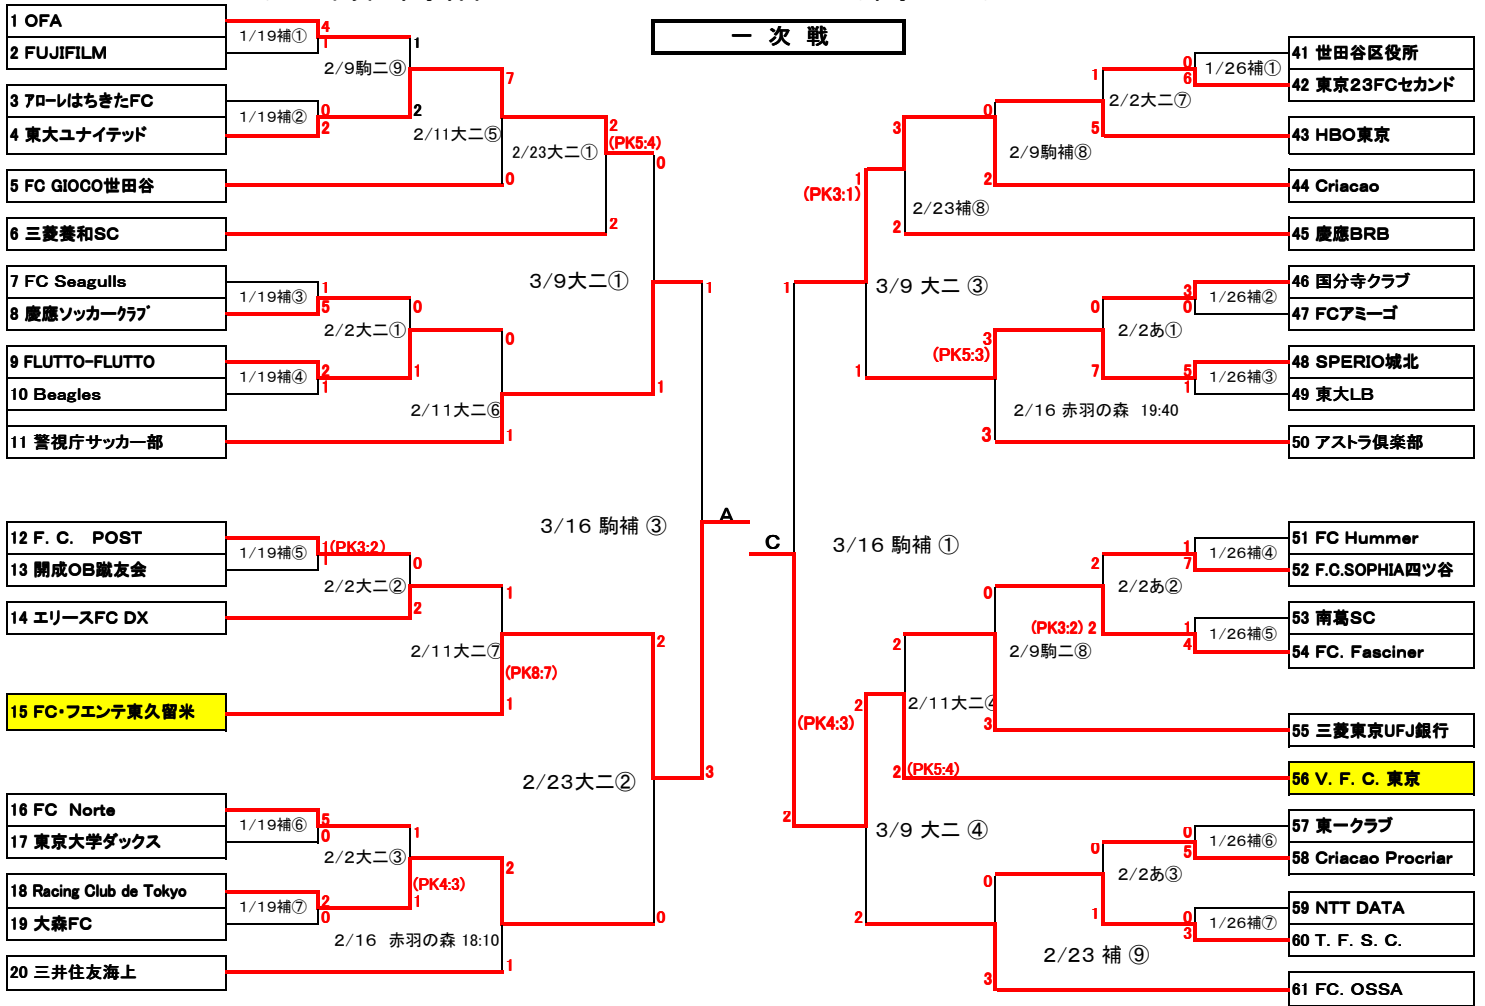 一 次 戦
1 OFA
2 FUJIFILM
3 アローレはちきたFC
4 東大ユナイテッド
5 FC GIOCO世田谷
6 三菱養和SC
7 FC Seagulls
8 慶應ソッカークラブ
9 FLUTTO-FLUTTO
10 Beagles
11 警視庁サッカー部
12 F. C. POST
13 開成OB蹴友会
14 エリースFC DX
15 FC・フエンテ東久留米
16 FC Norte
17 東京大学ダックス
18 Racing Club de Tokyo
19 大森FC
20 三井住友海上
4
1/19補①
1
1
2/9駒二⑨
7
0
1/19補②
2
2
2/11大二⑤
0
2
(PK5:4)
2/23大二①
0
2
3/9大二①
1
1
1/19補③
5
0
2/2大二①
0
2
1/19補④
1
1
2/11大二⑥
1
1
3/16 駒補 ③
A
1(PK3:2)
1/19補⑤
1
0
2/2大二②
1
2
2/11大二⑦
(PK8:7)
1
2
2/23大二②
3
5
1/19補⑥
0
1
2/2大二③
2
(PK4:3)
2
1/19補⑦
0
1
2/16 赤羽の森 18:10
1
0
C
3/16 駒補 ①
41 世田谷区役所
42 東京23FCセカンド
43 HBO東京
44 Criacao
45 慶應BRB
46 国分寺クラブ
47 FCアミーゴ
48 SPERIO城北
49 東大LB
50 アストラ倶楽部
51 FC Hummer
52 F.C.SOPHIA四ツ谷
53 南葛SC
54 FC. Fasciner
55 三菱東京UFJ銀行
56 V. F. C. 東京
57 東一クラブ
58 Criacao Procriar
59 NTT DATA
60 T. F. S. C.
61 FC. OSSA
0
1/26補①
6
1
2/2大二⑦
5
0
2/9駒補⑧
2
3
1
(PK3:1)
2/23補⑧
2
1
3/9 大二 ③
3
1/26補②
0
0
2/2あ①
3
(PK5:3)
7
5
1/26補③
1
1
2/16 赤羽の森 19:40
3
1
1/26補④
7
2
2/2あ②
0
(PK3:2) 2
1
1/26補⑤
4
2/9駒二⑧
2
2/11大二④
3
2
(PK4:3)
2(PK5:4)
2
3/9 大二 ④
0
1/26補⑥
5
0
2/2あ③
0
1
0
1/26補⑦
3
2
2/23 補 ⑨
3